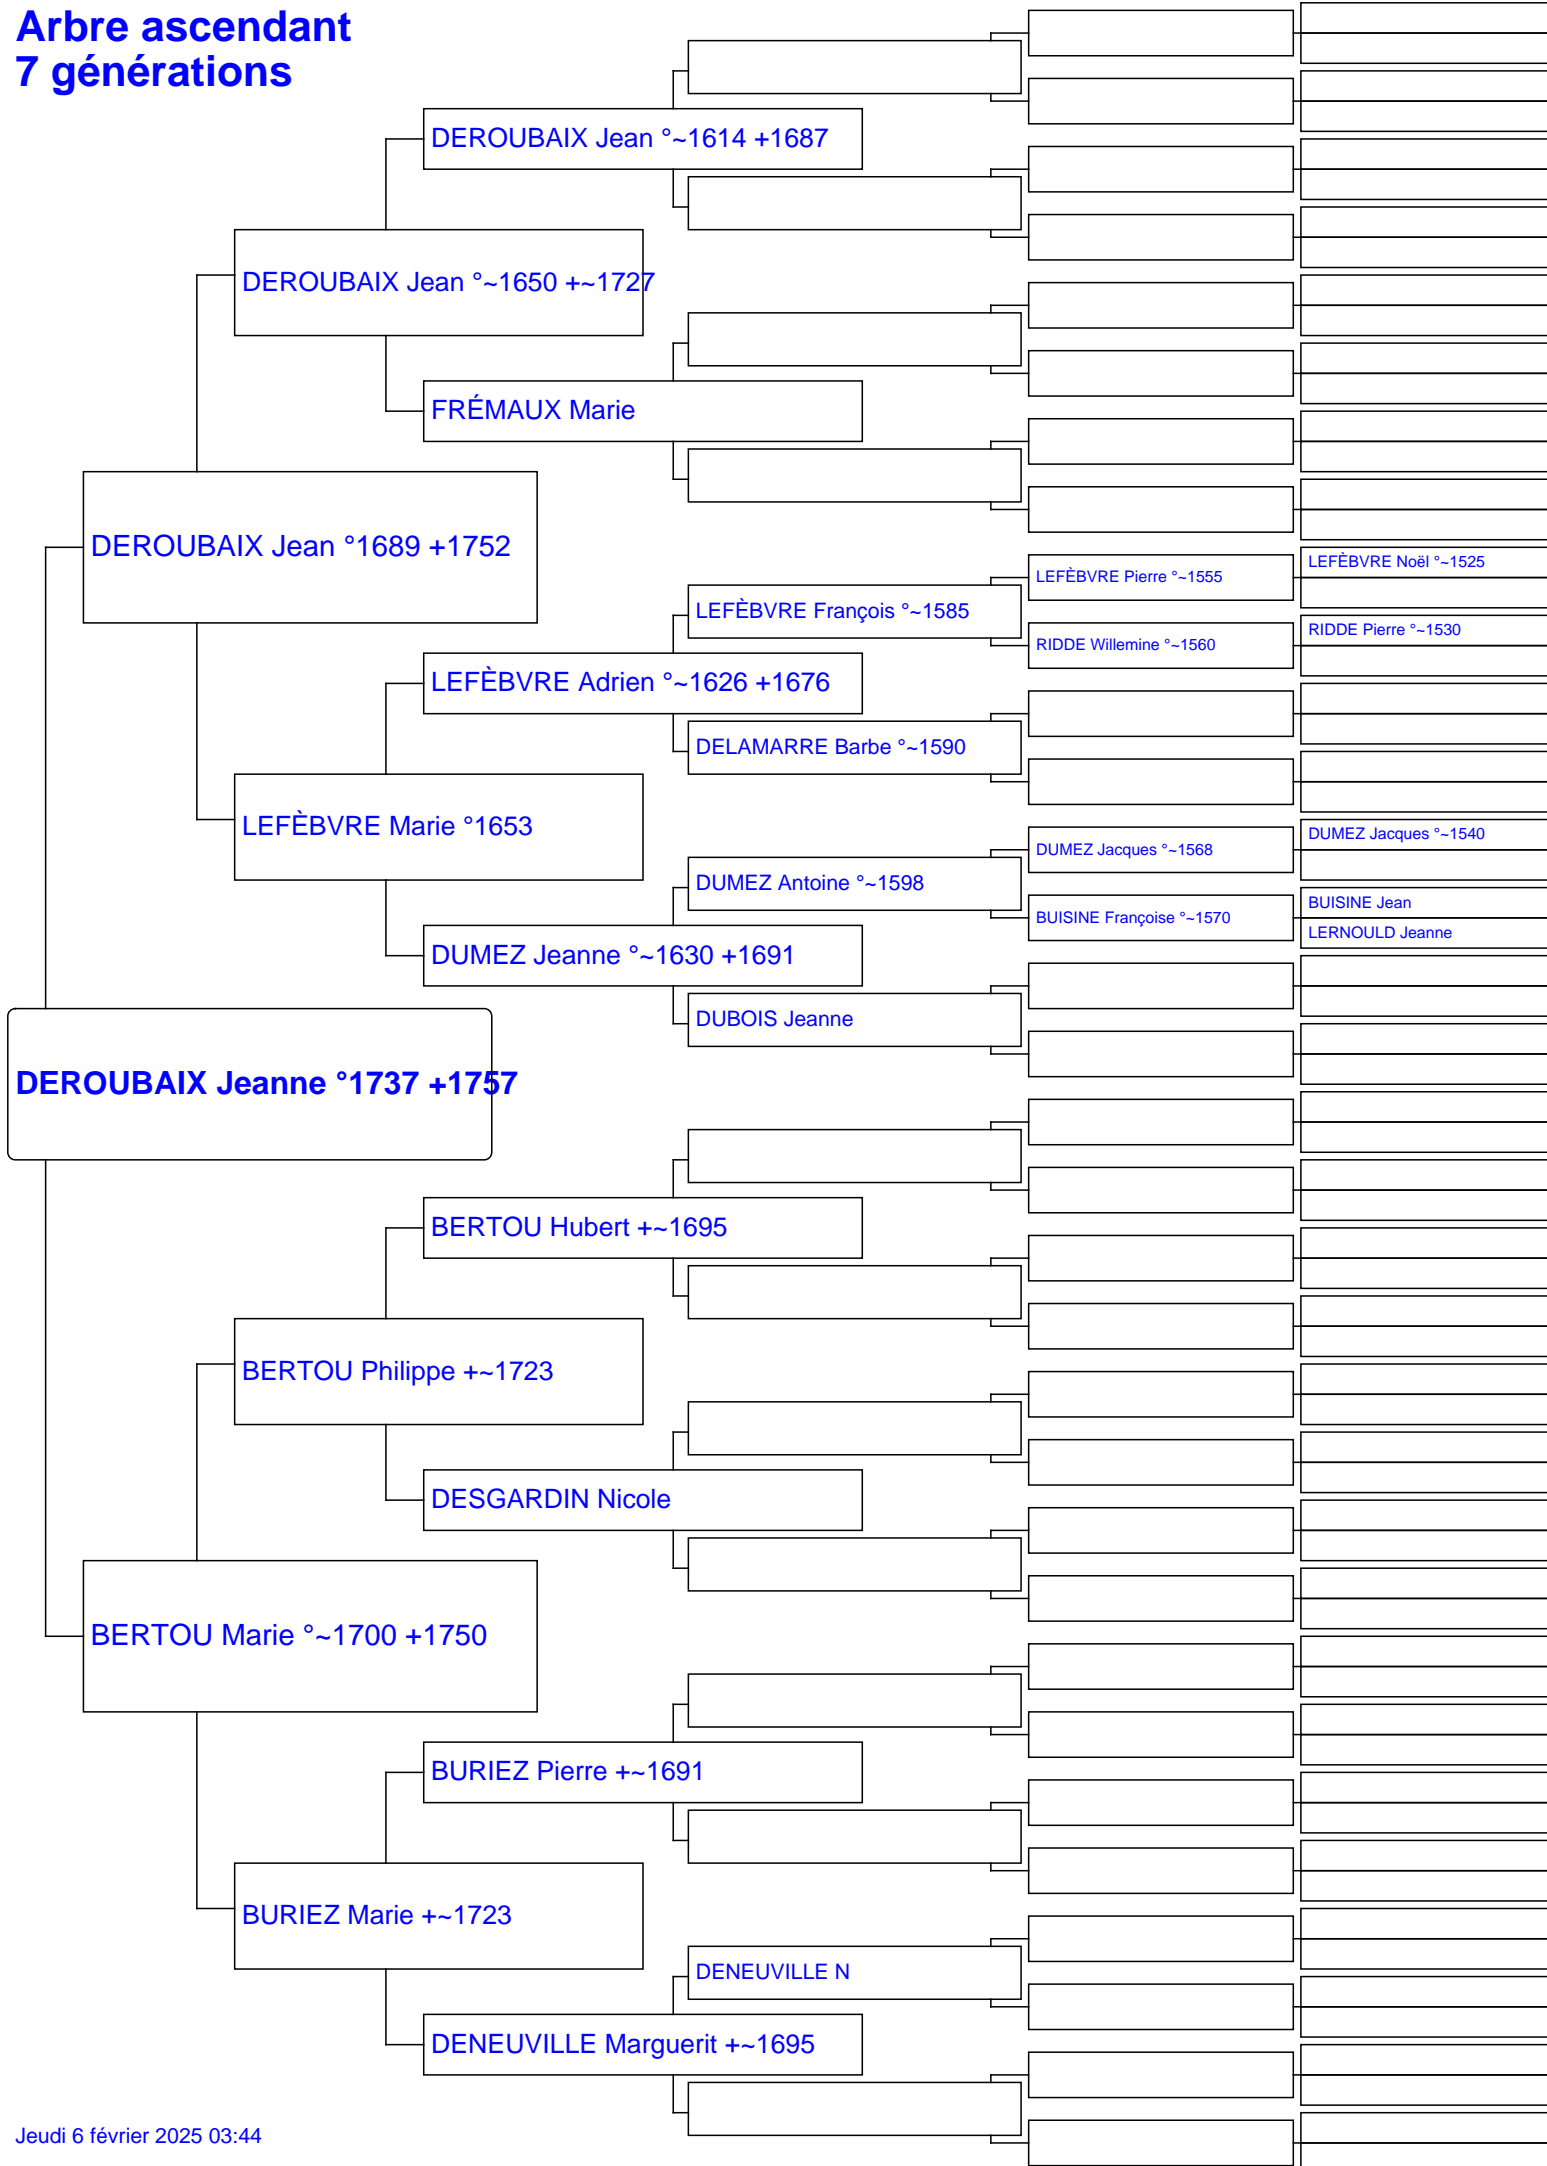 Arbre ascendant
7 générations
DEROUBAIX Jean °~1614 +1687
DEROUBAIX Jean °~1650 +~1727
FRÉMAUX Marie
DEROUBAIX Jean °1689 +1752
LEFÈBVRE Noël °~1525
LEFÈBVRE Pierre °~1555
LEFÈBVRE François °~1585
RIDDE Pierre °~1530
RIDDE Willemine °~1560
LEFÈBVRE Adrien °~1626 +1676
DELAMARRE Barbe °~1590
LEFÈBVRE Marie °1653
DUMEZ Jacques °~1540
DUMEZ Jacques °~1568
DUMEZ Antoine °~1598
BUISINE Jean
BUISINE Françoise °~1570
LERNOULD Jeanne
DUMEZ Jeanne °~1630 +1691
DUBOIS Jeanne
DEROUBAIX Jeanne °1737 +1757
BERTOU Hubert +~1695
BERTOU Philippe +~1723
DESGARDIN Nicole
BERTOU Marie °~1700 +1750
BURIEZ Pierre +~1691
BURIEZ Marie +~1723
DENEUVILLE N
DENEUVILLE Marguerit +~1695
Jeudi 6 février 2025 03:44